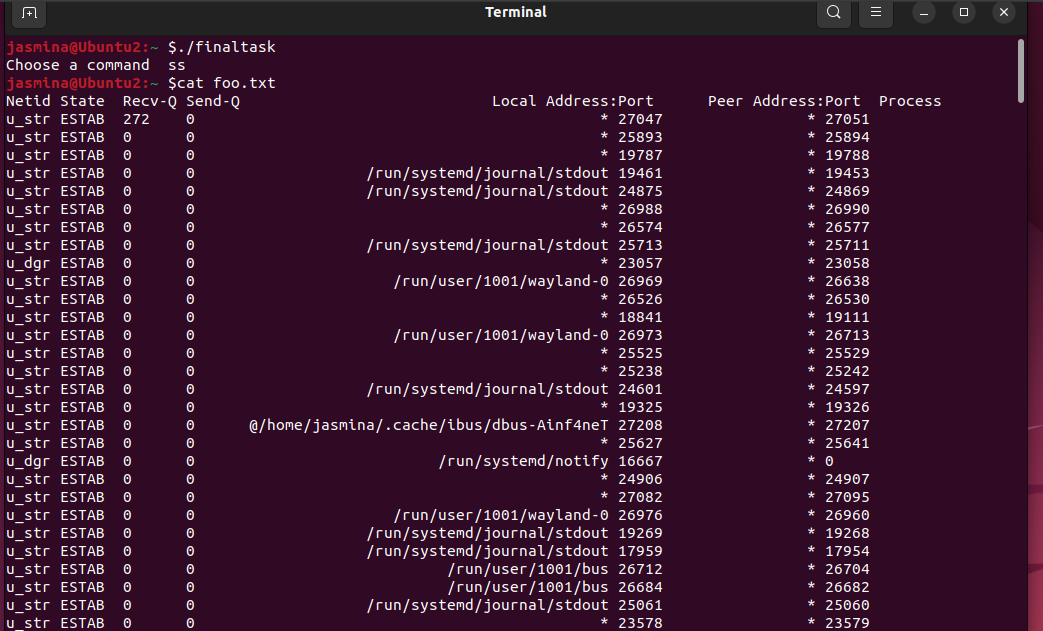 Terminal
jasmina@Ubuntu2:~ $./finaltask
Choose a command  ss
jasmina@Ubuntu2:~ $cat foo.txt
Netid State  Recv-Q Send-Q                            Local Address:Port      Peer Address:Port  Process
u_str ESTAB  272    0                                             * 27047                * 27051
u_str ESTAB  0      0                                             * 25893                * 25894
u_str ESTAB  0      0                                             * 19787                * 19788
u_str ESTAB  0      0                   /run/systemd/journal/stdout 19461                * 19453
u_str ESTAB  0      0                   /run/systemd/journal/stdout 24875                * 24869
u_str ESTAB  0      0                                             * 26988                * 26990
u_str ESTAB  0      0                                             * 26574                * 26577
u_str ESTAB  0      0                   /run/systemd/journal/stdout 25713                * 25711
u_dgr ESTAB  0      0                                             * 23057                * 23058
u_str ESTAB  0      0                      /run/user/1001/wayland-0 26969                * 26638
u_str ESTAB  0      0                                             * 26526                * 26530
u_str ESTAB  0      0                                             * 18841                * 19111
u_str ESTAB  0      0                      /run/user/1001/wayland-0 26973                * 26713
u_str ESTAB  0      0                                             * 25525                * 25529
u_str ESTAB  0      0                                             * 25238                * 25242
u_str ESTAB  0      0                   /run/systemd/journal/stdout 24601                * 24597
u_str ESTAB  0      0                                             * 19325                * 19326
u_str ESTAB  0      0      @/home/jasmina/.cache/ibus/dbus-Ainf4neT 27208                * 27207
u_str ESTAB  0      0                                             * 25627                * 25641
u_dgr ESTAB  0      0                           /run/systemd/notify 16667                * 0
u_str ESTAB  0      0                                             * 24906                * 24907
u_str ESTAB  0      0                                             * 27082                * 27095
u_str ESTAB  0      0                      /run/user/1001/wayland-0 26976                * 26960
u_str ESTAB  0      0                   /run/systemd/journal/stdout 19269                * 19268
u_str ESTAB  0      0                   /run/systemd/journal/stdout 17959                * 17954
u_str ESTAB  0      0                            /run/user/1001/bus 26712                * 26704
u_str ESTAB  0      0                            /run/user/1001/bus 26684                * 26682
u_str ESTAB  0      0                   /run/systemd/journal/stdout 25061                * 25060
u_str ESTAB  0      0                                             * 23578                * 23579